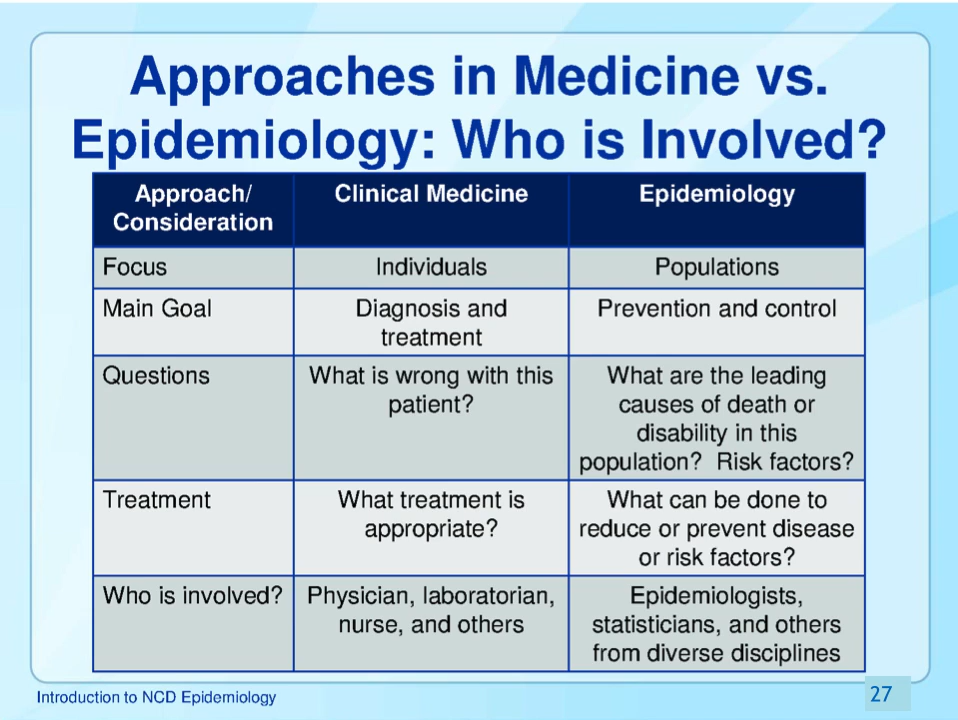 Approaches in Medicine vs.
Epidemiology: Who is Involved?
Approach/
Consideration
Clinical Medicine
Epidemiology
Focus
Individuals
Populations
Main Goal
Diagnosis and
treatment
Prevention and control
Questions
What is wrong with this
patient?
What are the leading
causes of death or
disability in this
population? Risk factors?
Treatment
What treatment is
appropriate?
What can be done to
reduce or prevent disease
or risk factors?
Who is involved?
Physician, laboratorian,
nurse, and others
Epidemiologists,
statisticians, and others
from diverse disciplines
Introduction to NCD Epidemiology
27